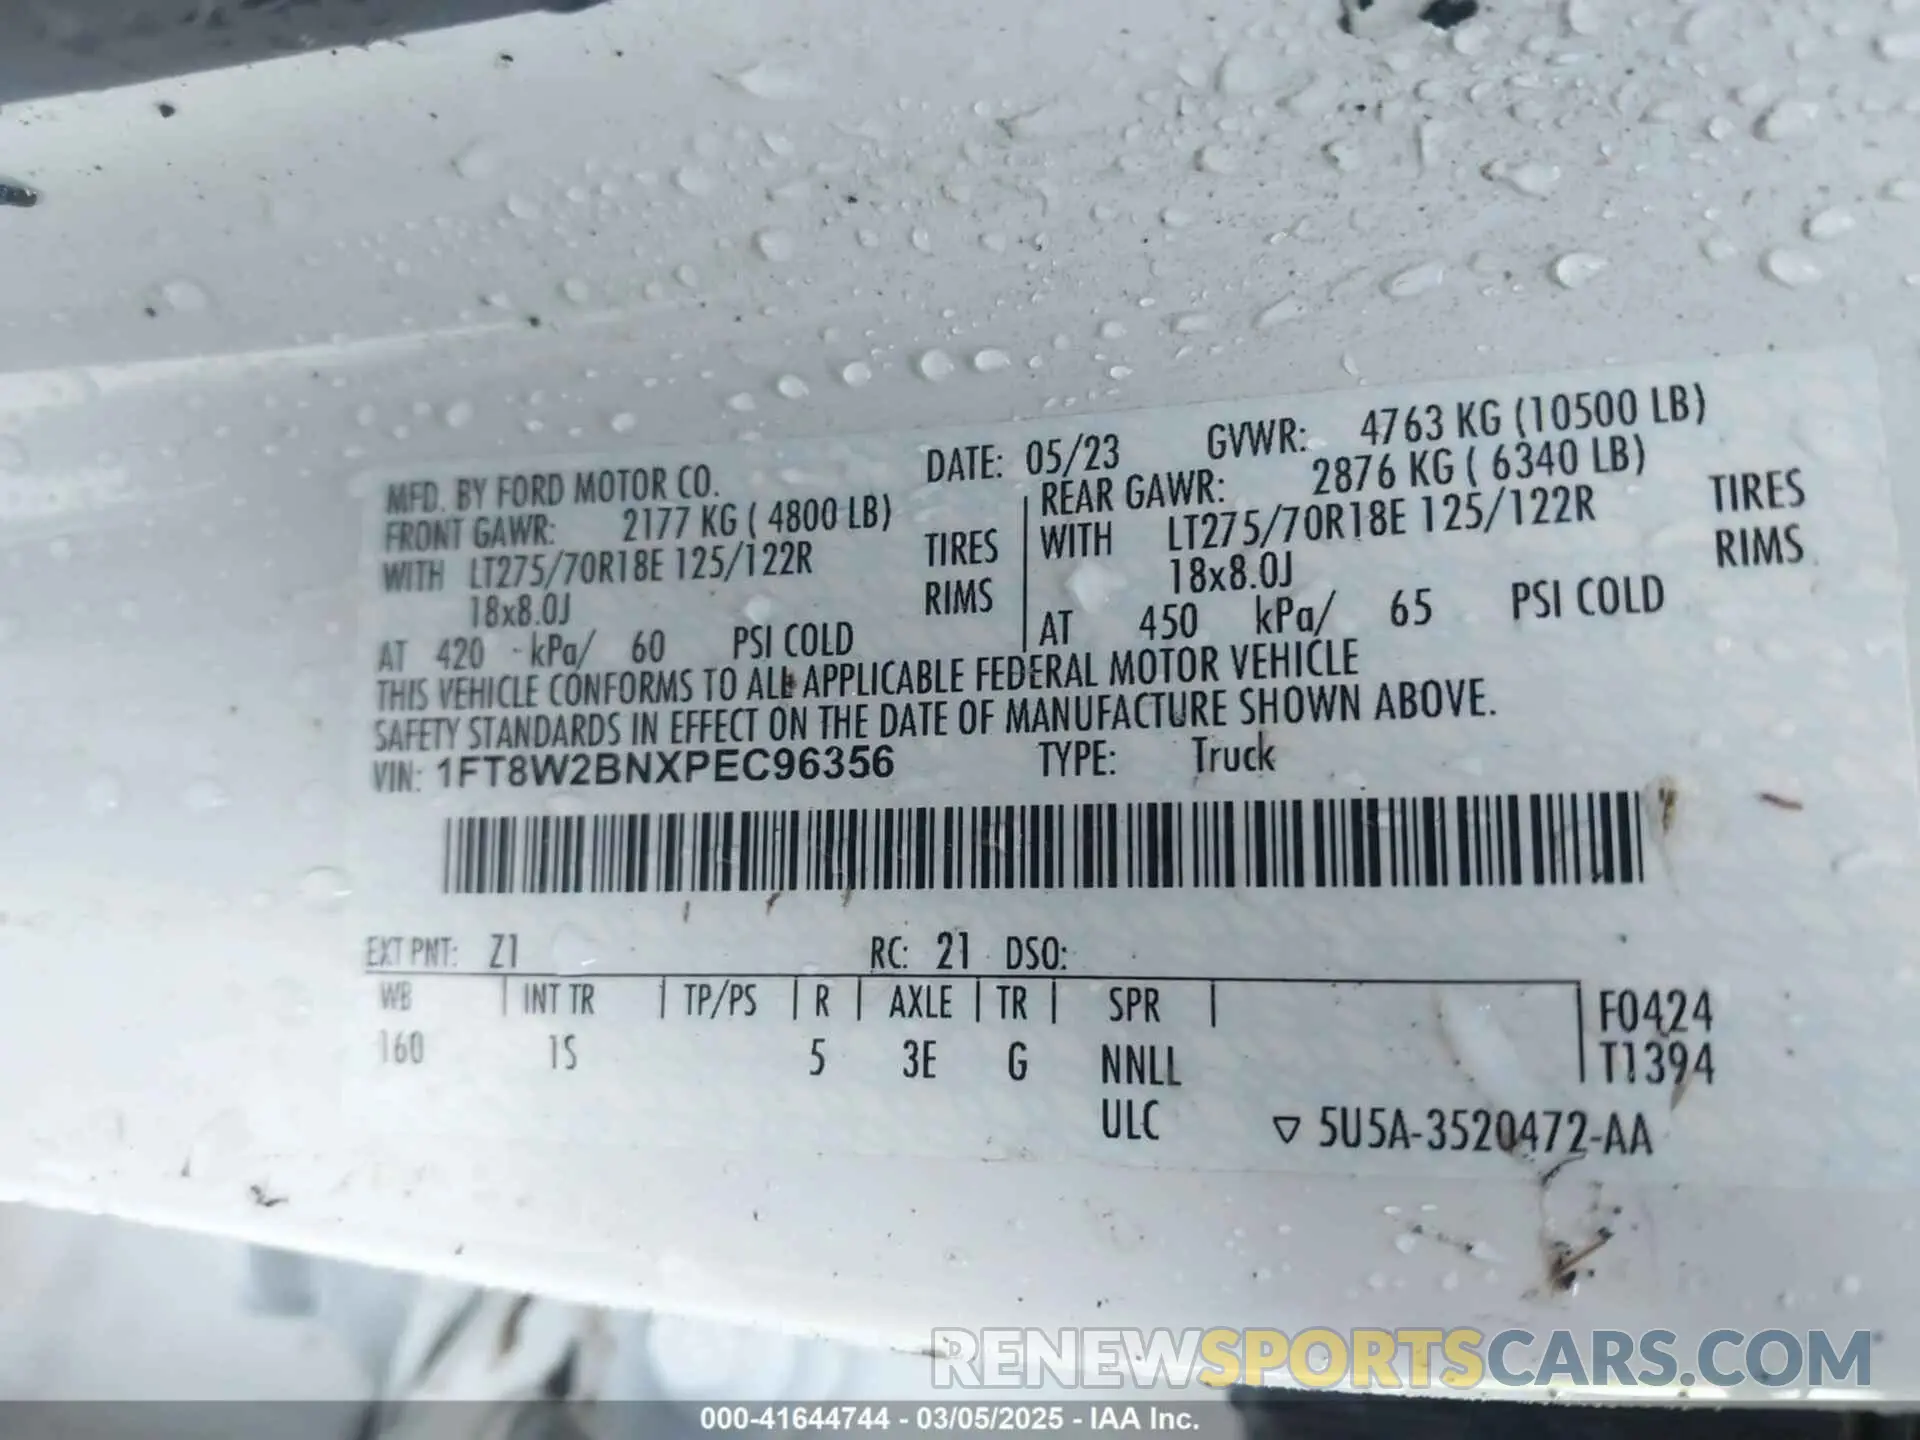 MFD. BY FORD MOTOR CO. DATE: 05/23 GVWR: 4763 KG (10500 LB)
FRONT GAWR: 2177 KG ( 4800 LB) REAR GAWR: 2876 KG ( 6340 LB)
WITH LT275/70R18E 125/122R TIRES WITH LT275/70R18E 125/122R TIRES
18x8.0J RIMS 18x8.0J RIMS
AT 420 kPa/ 60 PSI COLD AT 450 kPa/ 65 PSI COLD
THIS VEHICLE CONFORMS TO ALL APPLICABLE FEDERAL MOTOR VEHICLE
SAFETY STANDARDS IN EFFECT ON THE DATE OF MANUFACTURE SHOWN ABOVE.
VIN: 1FT8W2BNXPEC96356 TYPE: Truck
EXT PNT: Z1 RC: 21 DSO:
WB INT TR TP/PS R AXLE TR SPR F0424
160 1S 5 3E G NNLL T1394
ULC ▽ 5U5A-3520472-AA
RENEWSPORTSCARS.COM
000-41644744 - 03/05/2025 - IAA Inc.